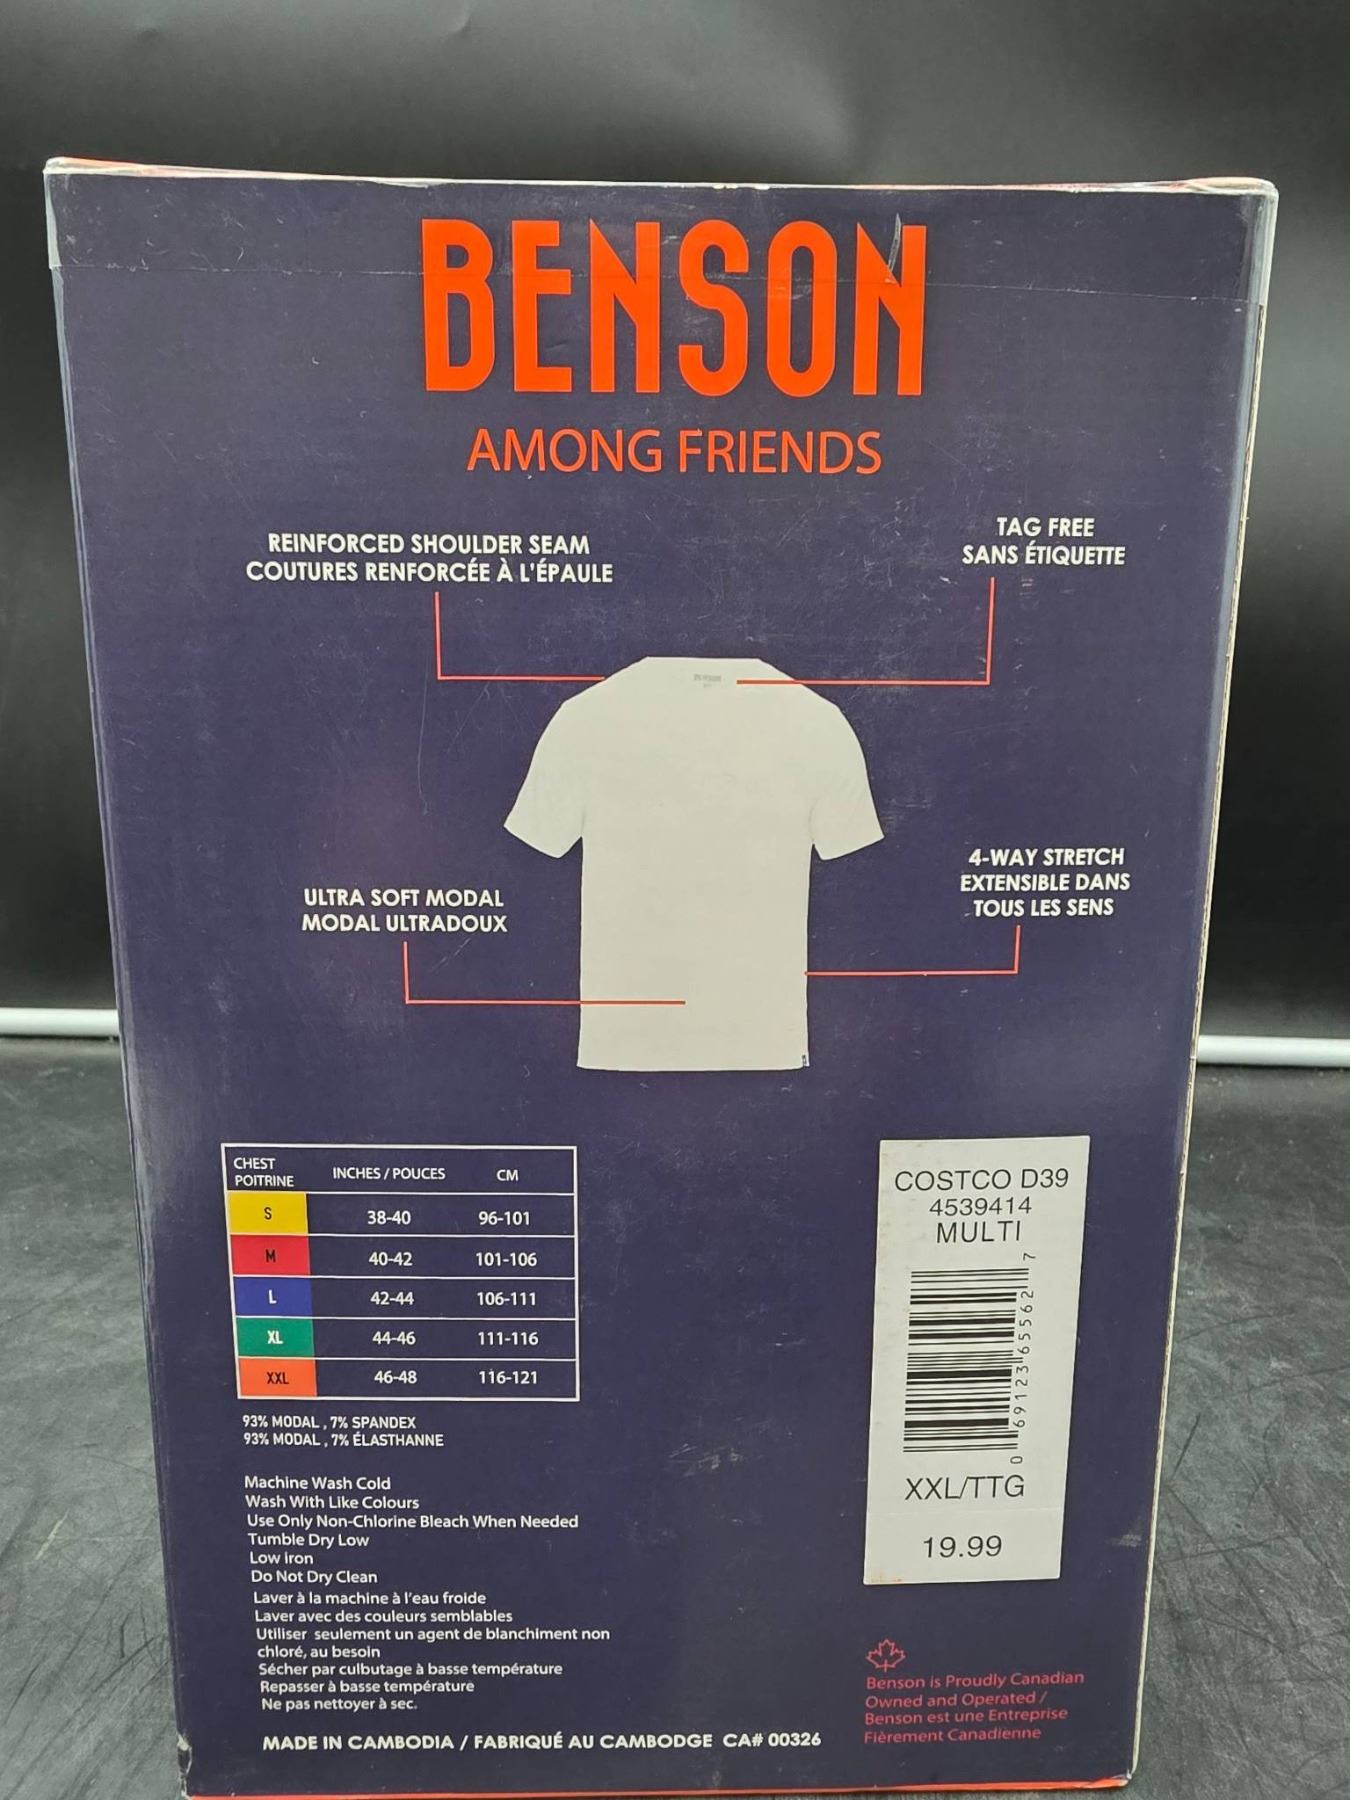 BENSON
AMONG FRIENDS
REINFORCED SHOULDER SEAM
COUTURES RENFORCÉE À L'ÉPAULE
TAG FREE
SANS ÉTIQUETTE
BENSON
ULTRA SOFT MODAL
MODAL ULTRADOUX
4-WAY STRETCH
EXTENSIBLE DANS
TOUS LES SENS
CHEST
POITRINE
INCHES / POUCES
CM
S 38-40 96-101
M 40-42 101-106
L 42-44 106-111
XL 44-46 111-116
XXL 46-48 116-121
93% MODAL , 7% SPANDEX
93% MODAL , 7% ÉLASTHANNE
Machine Wash Cold
Wash With Like Colours
Use Only Non-Chlorine Bleach When Needed
Tumble Dry Low
Low iron
Do Not Dry Clean
Laver à la machine à l'eau froide
Laver avec des couleurs semblables
Utiliser seulement un agent de blanchiment non
chloré, au besoin
Sécher par culbutage à basse température
Repasser à basse température
Ne pas nettoyer à sec.
MADE IN CAMBODIA / FABRIQUÉ AU CAMBODGE CA# 00326
COSTCO D39
4539414
MULTI
0 69123 65562 7
XXL/TTG
19.99
Benson is Proudly Canadian
Owned and Operated /
Benson est une Entreprise
Fièrement Canadienne